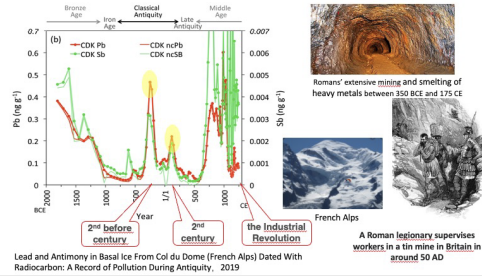 Bronze Age
Iron Age
Classical Antiquity
Late Antiquity
Middle Age
(b)
CDK Pb
CDK Sb
CDK ncPb
CDK ncSB
Pb (ng g-1)
0.7
0.6
0.5
0.4
0.3
0.2
0.1
0
Sb (ng g-1)
0.007
0.006
0.005
0.004
0.003
0.002
0.001
0
2000
1000
1/1
500
1000
BCE
Year
CE
2nd before century
2nd century
the Industrial Revolution
Lead and Antimony in Basal Ice From Col du Dome (French Alps) Dated With
Radiocarbon: A Record of Pollution During Antiquity, 2019
Romans' extensive mining and smelting of
heavy metals between 350 BCE and 175 CE
French Alps
A Roman legionary supervises
workers in a tin mine in Britain in
around 50 AD